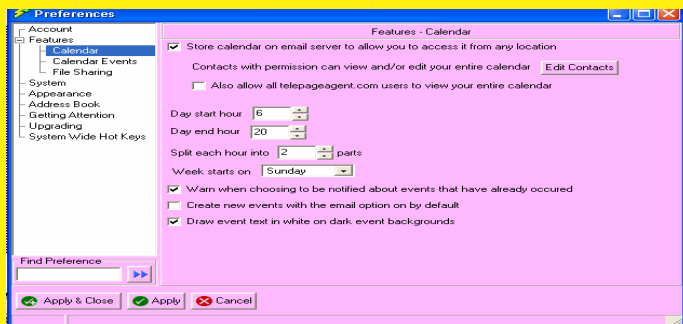 Preferences
Account
Features
Calendar
Calendar Events
File Sharing
System
Appearance
Address Book
Getting Attention
Upgrading
System Wide Hot Keys
Find Preference
Features - Calendar
Store calendar on email server to allow you to access it from any location
Contacts with permission can view and/or edit your entire calendar Edit Contacts
Also allow all telepageagent.com users to view your entire calendar
Day start hour 6
Day end hour 20
Split each hour into 2 parts
Week starts on Sunday
Warn when choosing to be notified about events that have already occured
Create new events with the email option on by default
Draw event text in white on dark event backgrounds
Apply & Close Apply Cancel